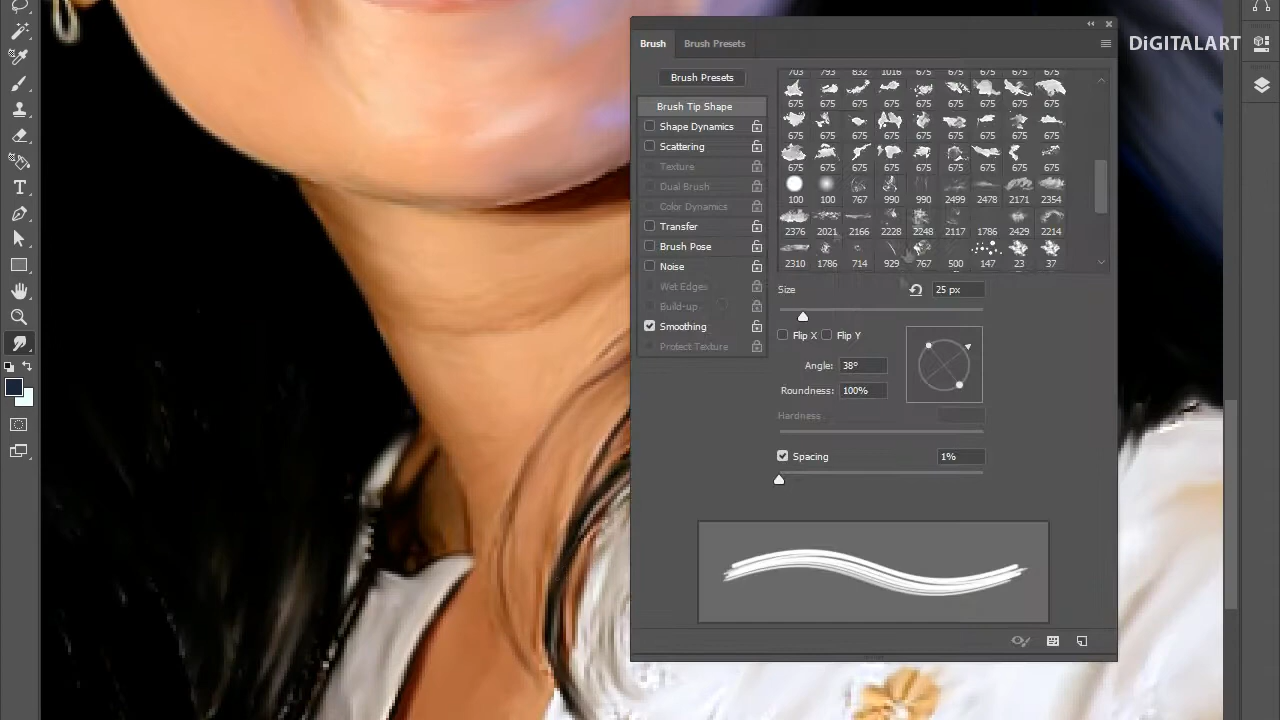 DiGITALART
Brush
Brush Presets
Brush Presets
Brush Tip Shape
Shape Dynamics
Scattering
Texture
Dual Brush
Color Dynamics
Transfer
Brush Pose
Noise
Wet Edges
Build-up
Smoothing
Protect Texture
703 793 832 1016 675 675 675 675 675
675 675 675 675 675 675 675 675 675
675 675 675 675 675 675 675 675 675
675 675 675 675 675 675 675 675 675
100 100 767 990 990 2499 2478 2171 2354
2376 2021 2166 2228 2248 2117 1786 2429 2214
2310 1786 714 929 767 500 147 23 37
Size 25 px
Flip X Flip Y
Angle: 38°
Roundness: 100%
Hardness
Spacing 1%
T